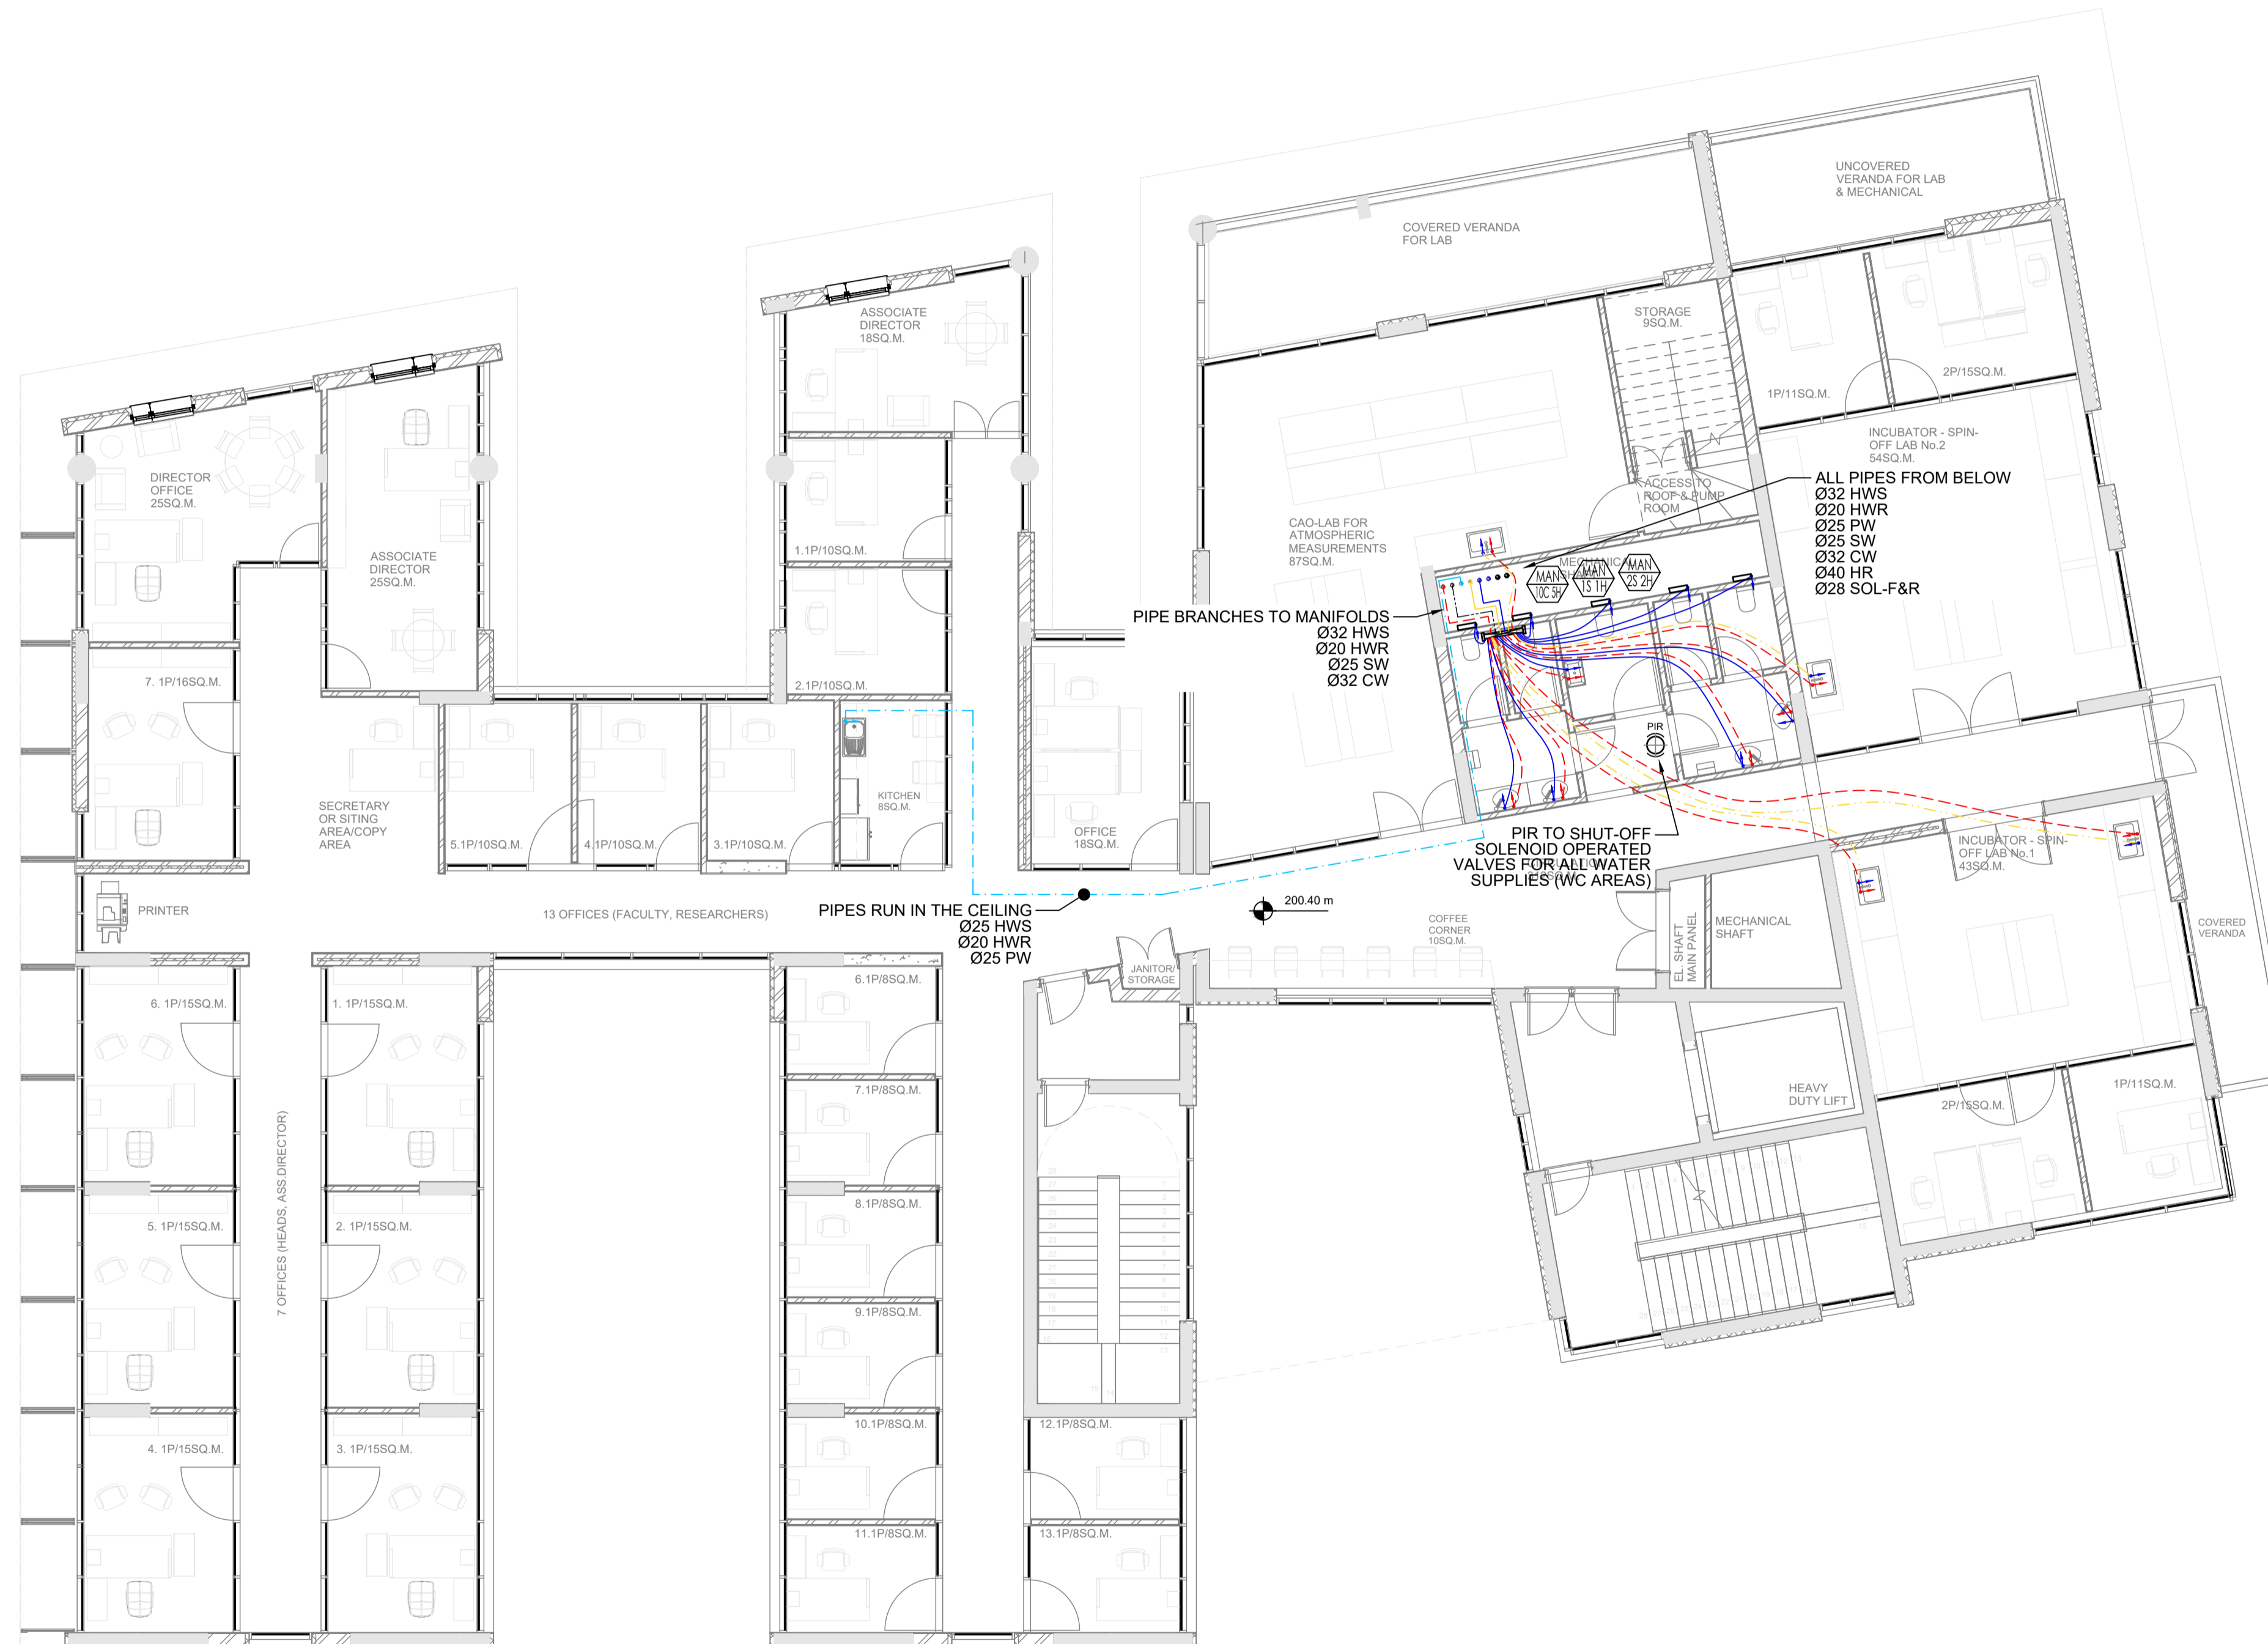 UNCOVERED
VERANDA FOR LAB
& MECHANICAL
COVERED VERANDA
FOR LAB
ASSOCIATE
DIRECTOR
18SQ.M.
STORAGE
9SQ.M.
1P/11SQ.M.
2P/15SQ.M.
INCUBATOR - SPIN-
OFF LAB No.2
54SQ.M.
DIRECTOR
OFFICE
25SQ.M.
ASSOCIATE
DIRECTOR
25SQ.M.
1.1P/10SQ.M.
2.1P/10SQ.M.
CAO-LAB FOR
ATMOSPHERIC
MEASUREMENTS
87SQ.M.
ACCESS TO
ROOF & PUMP
ROOM
ALL PIPES FROM BELOW
Ø32 HWS
Ø20 HWR
Ø25 PW
Ø25 SW
Ø32 CW
Ø40 HR
Ø28 SOL-F&R
MECHANICAL
MAN
10C 5H
MAN
1S 1H
MAN
2S 2H
PIPE BRANCHES TO MANIFOLDS
Ø32 HWS
Ø20 HWR
Ø25 SW
Ø32 CW
7. 1P/16SQ.M.
SECRETARY
OR SITING
AREA/COPY
AREA
5.1P/10SQ.M.
4.1P/10SQ.M.
3.1P/10SQ.M.
KITCHEN
8SQ.M.
OFFICE
18SQ.M.
PIR
PIR TO SHUT-OFF
SOLENOID OPERATED
VALVES FOR ALL WATER
SUPPLIES (WC AREAS)
INCUBATOR - SPIN-
OFF LAB No.1
43SQ.M.
PRINTER
13 OFFICES (FACULTY, RESEARCHERS)
PIPES RUN IN THE CEILING
Ø25 HWS
Ø20 HWR
Ø25 PW
200.40 m
COFFEE
CORNER
10SQ.M.
EL. SHAFT
MAIN PANEL
MECHANICAL
SHAFT
COVERED
VERANDA
JANITOR/
STORAGE
6. 1P/15SQ.M.
1. 1P/15SQ.M.
6.1P/8SQ.M.
7.1P/8SQ.M.
HEAVY
DUTY LIFT
2P/15SQ.M.
1P/11SQ.M.
7 OFFICES (HEADS, ASS.DIRECTOR)
5. 1P/15SQ.M.
2. 1P/15SQ.M.
8.1P/8SQ.M.
9.1P/8SQ.M.
4. 1P/15SQ.M.
3. 1P/15SQ.M.
10.1P/8SQ.M.
12.1P/8SQ.M.
11.1P/8SQ.M.
13.1P/8SQ.M.